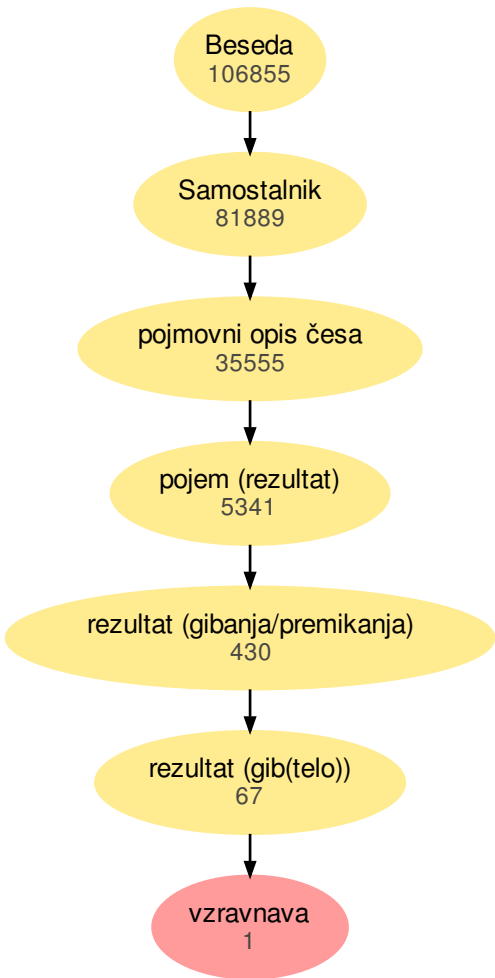 Beseda
106855
Samostalnik
81889
pojmovni opis česa
35555
pojem (rezultat)
5341
rezultat (gibanja/premikanja)
430
rezultat (gib(telo))
67
vzravnava
1